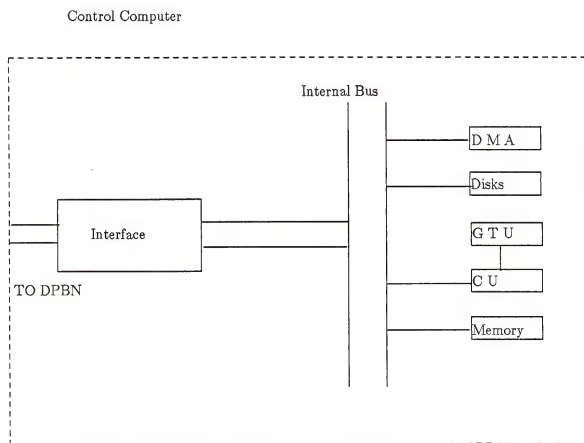 Control Computer
Internal Bus
D M A
Disks
Interface
G T U
TO DPBN
C U
Memory